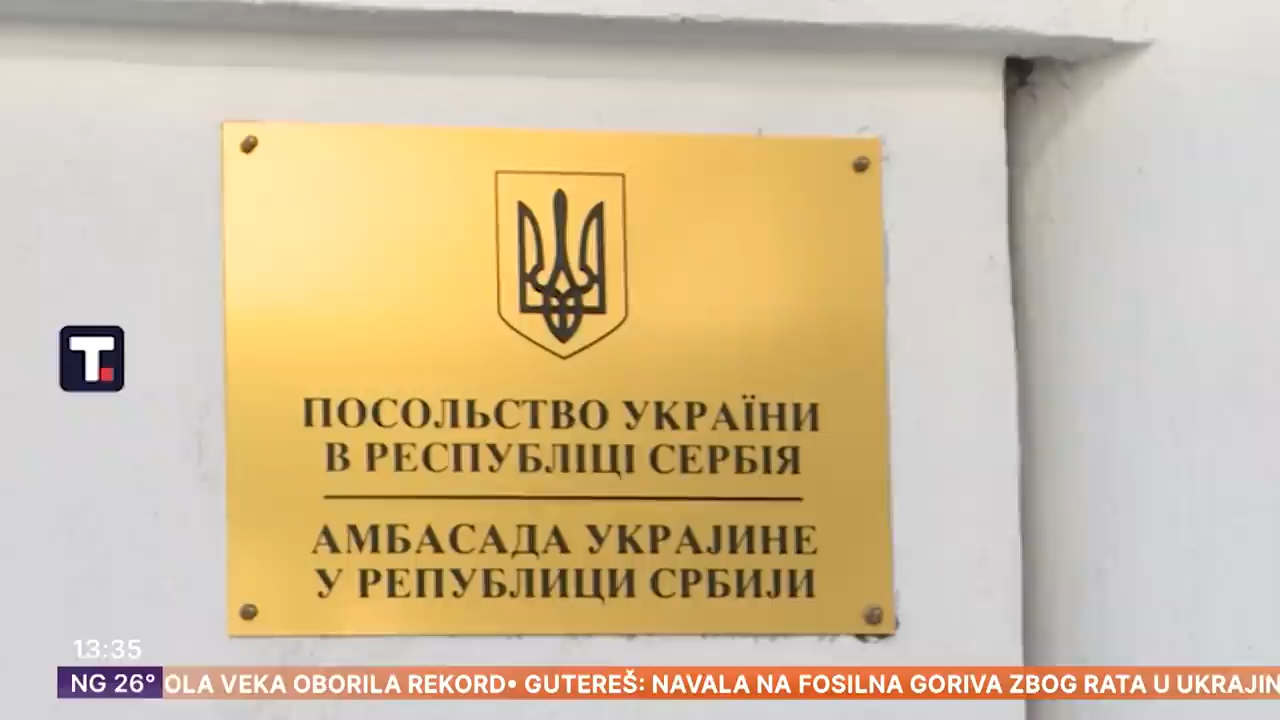 ПОСОЛЬСТВО УКРАЇНИ
В РЕСПУБЛІЦІ СЕРБІЯ
АМБАСАДА УКРАЈИНЕ
У РЕПУБЛИЦИ СРБИЈИ
T.
13:35
NG 26° OLA VEKA OBORILA REKORD• GUTEREŠ: NAVALA NA FOSILNA GORIVA ZBOG RATA U UKRAJIN